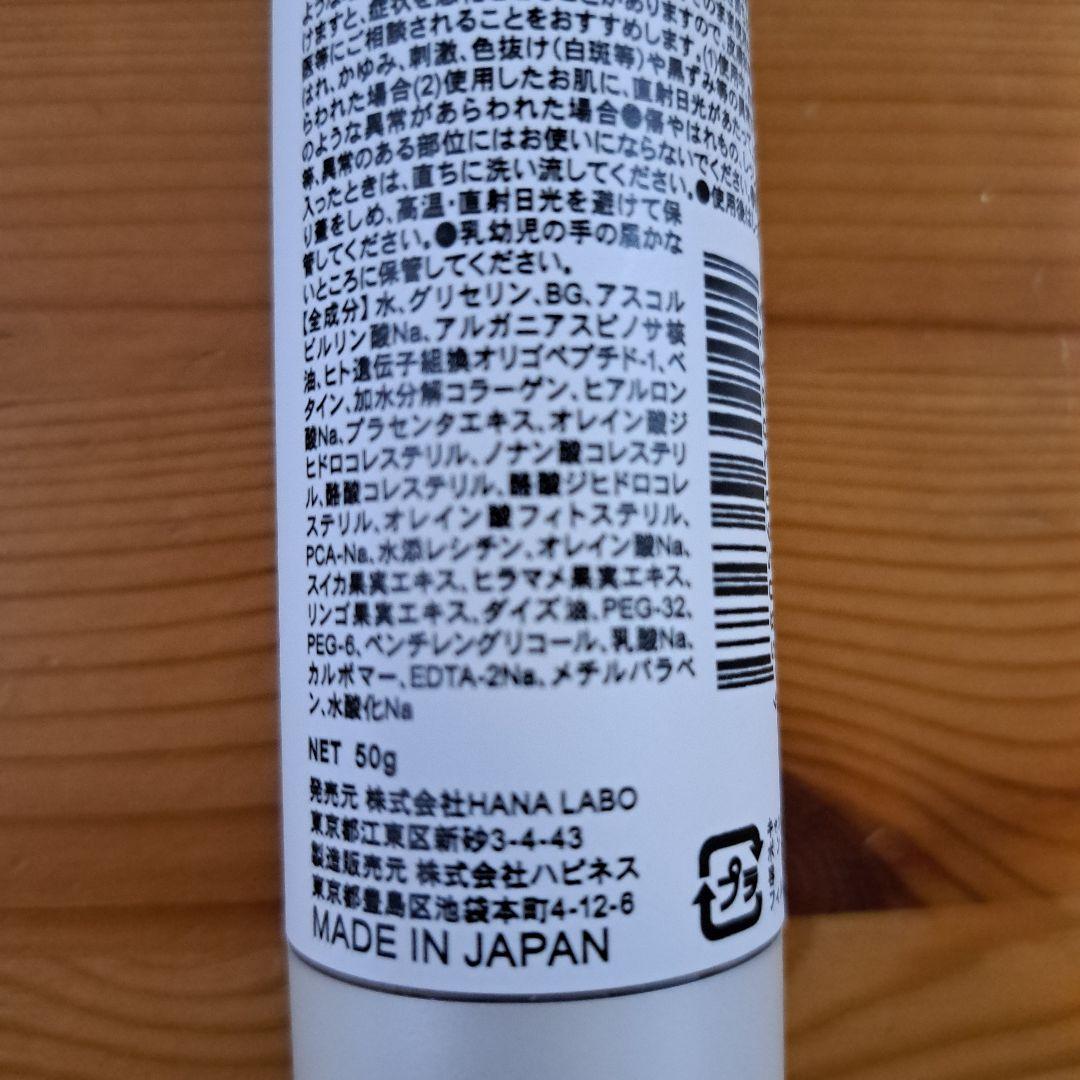 けますと、症状を悪化させることがありますので、皮膚
医等にご相談されることをおすすめします。(1)使用
はれ、かゆみ、刺激、色抜け(白斑等)や黒ずみ等の異常
らわれた場合(2)使用したお肌に、直射日光があたって
のような異常があらわれた場合●傷やはれもの、
等、異常のある部位にはお使いにならないでください。
入ったときは、直ちに洗い流してください。●使用後は
り蓋をしめ、高温・直射日光を避けて保
管してください。●乳幼児の手の届かな
いところに保管してください。
【全成分】水、グリセリン、BG、アスコル
ビルリン酸Na、アルガニアスピノサ核
油、ヒト遺伝子組換オリゴペプチド-1、ベ
タイン、加水分解コラーゲン、ヒアルロン
酸Na、プラセンタエキス、オレイン酸ジ
ヒドロコレステリル、ノナン酸コレステリ
ル、酪酸コレステリル、酪酸ジヒドロコレ
ステリル、オレイン酸フィトステリル、
PCA-Na、水添レシチン、オレイン酸Na、
スイカ果実エキス、ヒラマメ果実エキス、
リンゴ果実エキス、ダイズ油、PEG-32、
PEG-6、ペンチレングリコール、乳酸Na、
カルボマー、EDTA-2Na、メチルパラベ
ン、水酸化Na
NET 50g
発売元 株式会社HANA LABO
東京都江東区新砂3-4-43
製造販売元 株式会社ハピネス
東京都豊島区池袋本町4-12-6
MADE IN JAPAN
プラ